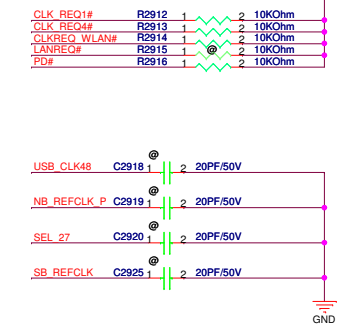 CLK_REQ1# R2912 1 2 10KOhm
CLK_REQ4# R2913 1 2 10KOhm
CLKREQ_WLAN# R2914 1 2 10KOhm
LANREQ# R2915 1 @ 2 10KOhm
PD# R2916 1 2 10KOhm
@
USB_CLK48 C2918 1 2 20PF/50V
@
NB_REFCLK_P C2919 1 2 20PF/50V
@
SEL_27 C2920 1 2 20PF/50V
@
SB_REFCLK C2925 1 2 20PF/50V
GND